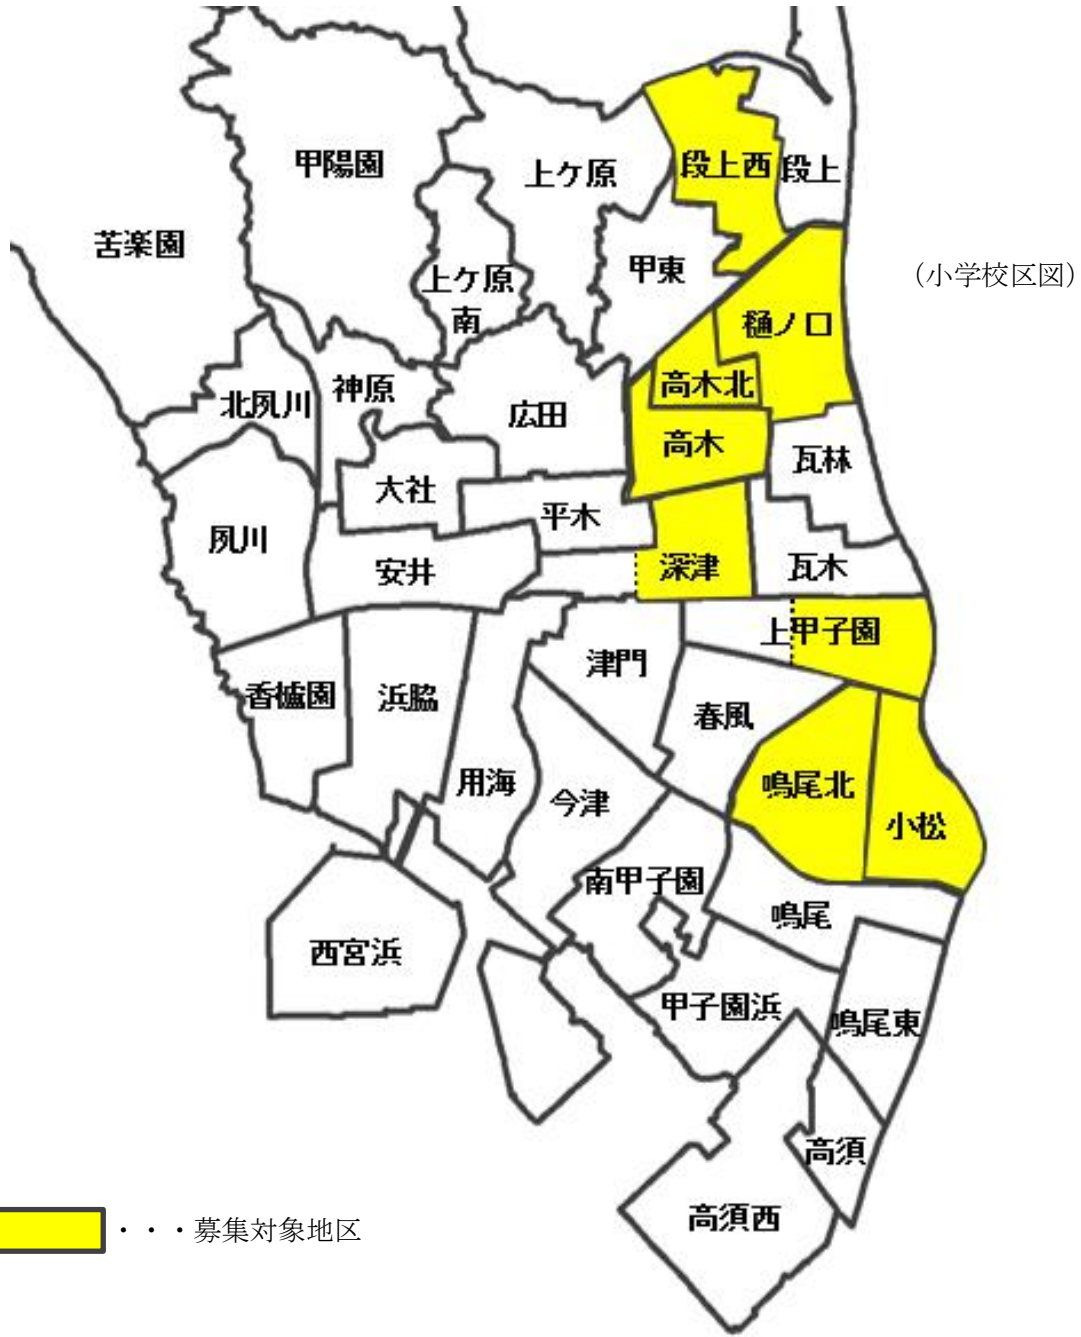 甲陽園
上ケ原
段上西
段上
苦楽園
上ケ原
南
甲東
(小学校区図)
樋ノ口
北夙川
神原
広田
高木北
高木
瓦林
大社
平木
夙川
安井
深津
瓦木
上甲子園
津門
香櫨園
浜脇
春風
用海
今津
鳴尾北
小松
南甲子園
鳴尾
西宮浜
甲子園浜
鳴尾東
高須
高須西
・・・募集対象地区